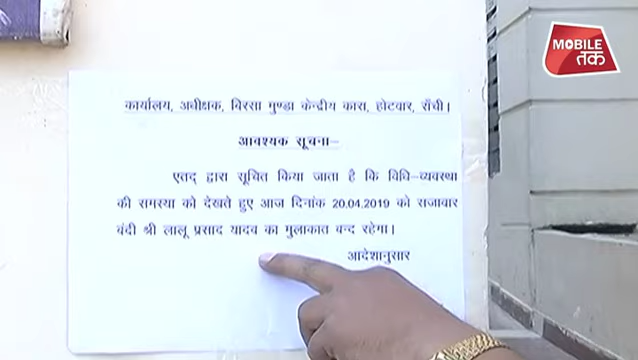 MOBILE
तक
कार्यालय, अधीक्षक, बिरसा मुण्डा केन्द्रीय कारा, होटवार, राँची।
आवश्यक सूचना–
एतद् द्वारा सूचित किया जाता है कि विधि–व्यवस्था
की समस्या को देखते हुए आज दिनांक 20.04.2019 को सजावार
बंदी श्री लालू प्रसाद यादव का मुलाकात बन्द रहेगा।
आदेशानुसार